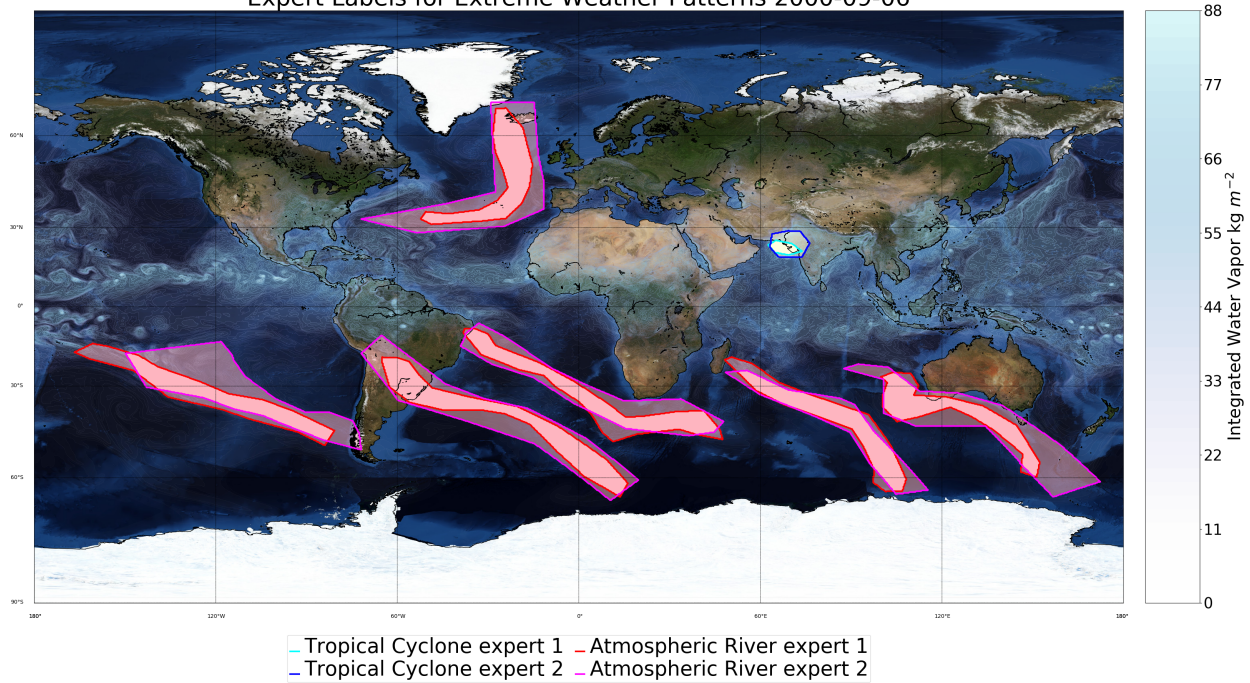 Expert Labels for Extreme Weather Patterns 2000-09-06
88
77
66
55
44
33
22
11
0
Integrated Water Vapor kg m⁻²
60°N
30°N
0°
30°S
60°S
90°S
180° 120°W 60°W 0° 60°E 120°E 180°
Tropical Cyclone expert 1 Atmospheric River expert 1
Tropical Cyclone expert 2 Atmospheric River expert 2